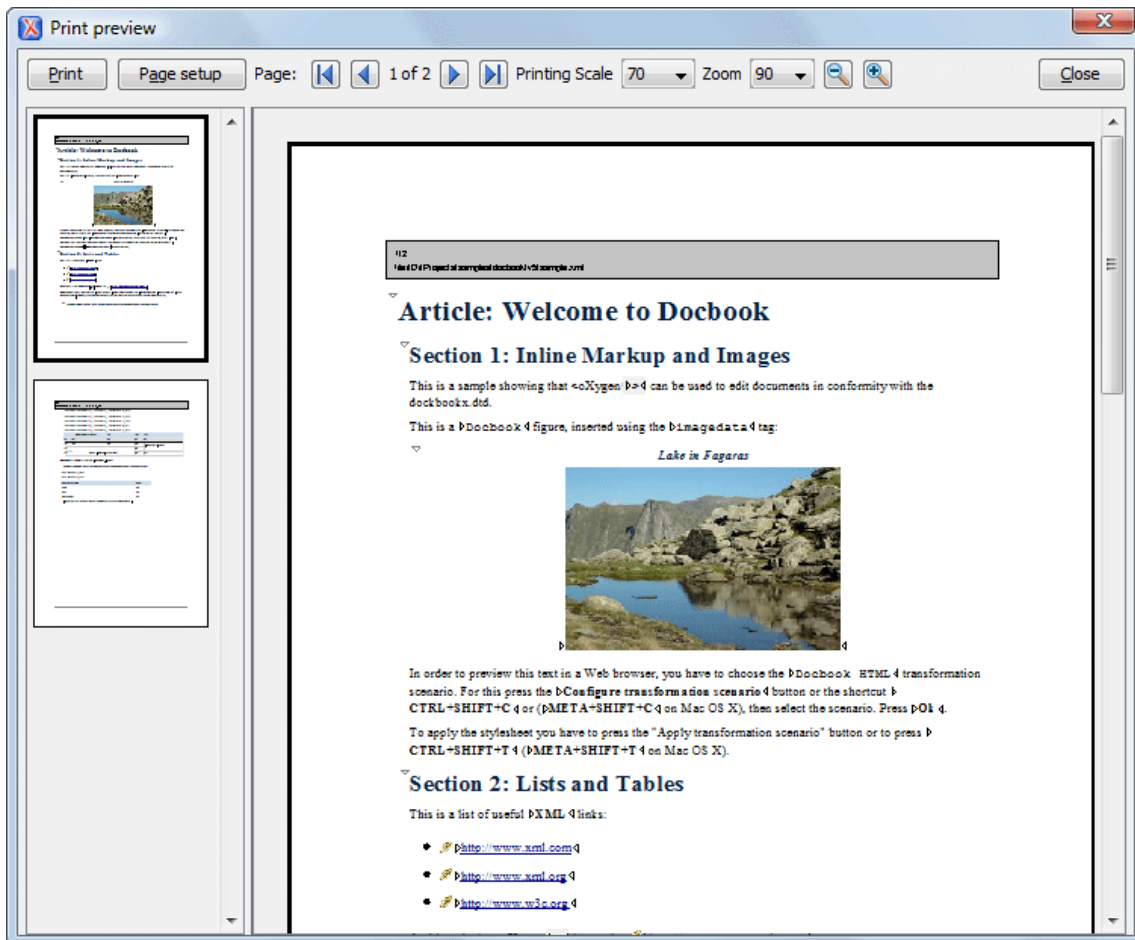 Print preview
Print Page setup Page: 1 of 2 Printing Scale 70 Zoom 90 Close
1/2
Article: Welcome to Docbook
Section 1: Inline Markup and Images
This is a sample showing that <oXygen/> can be used to edit documents in conformity with the
dockbookx.dtd.
This is a Docbook figure, inserted using the imagedata tag:
Lake in Fagaras
In order to preview this text in a Web browser, you have to choose the Docbook HTML transformation
scenario. For this press the Configure transformation scenario button or the shortcut
CTRL+SHIFT+C or (META+SHIFT+C on Mac OS X), then select the scenario. Press Ok .
To apply the stylesheet you have to press the "Apply transformation scenario" button or to press
CTRL+SHIFT+T (META+SHIFT+T on Mac OS X).
Section 2: Lists and Tables
This is a list of useful XML links:
http://www.xml.com
http://www.xml.org
http://www.w3c.org